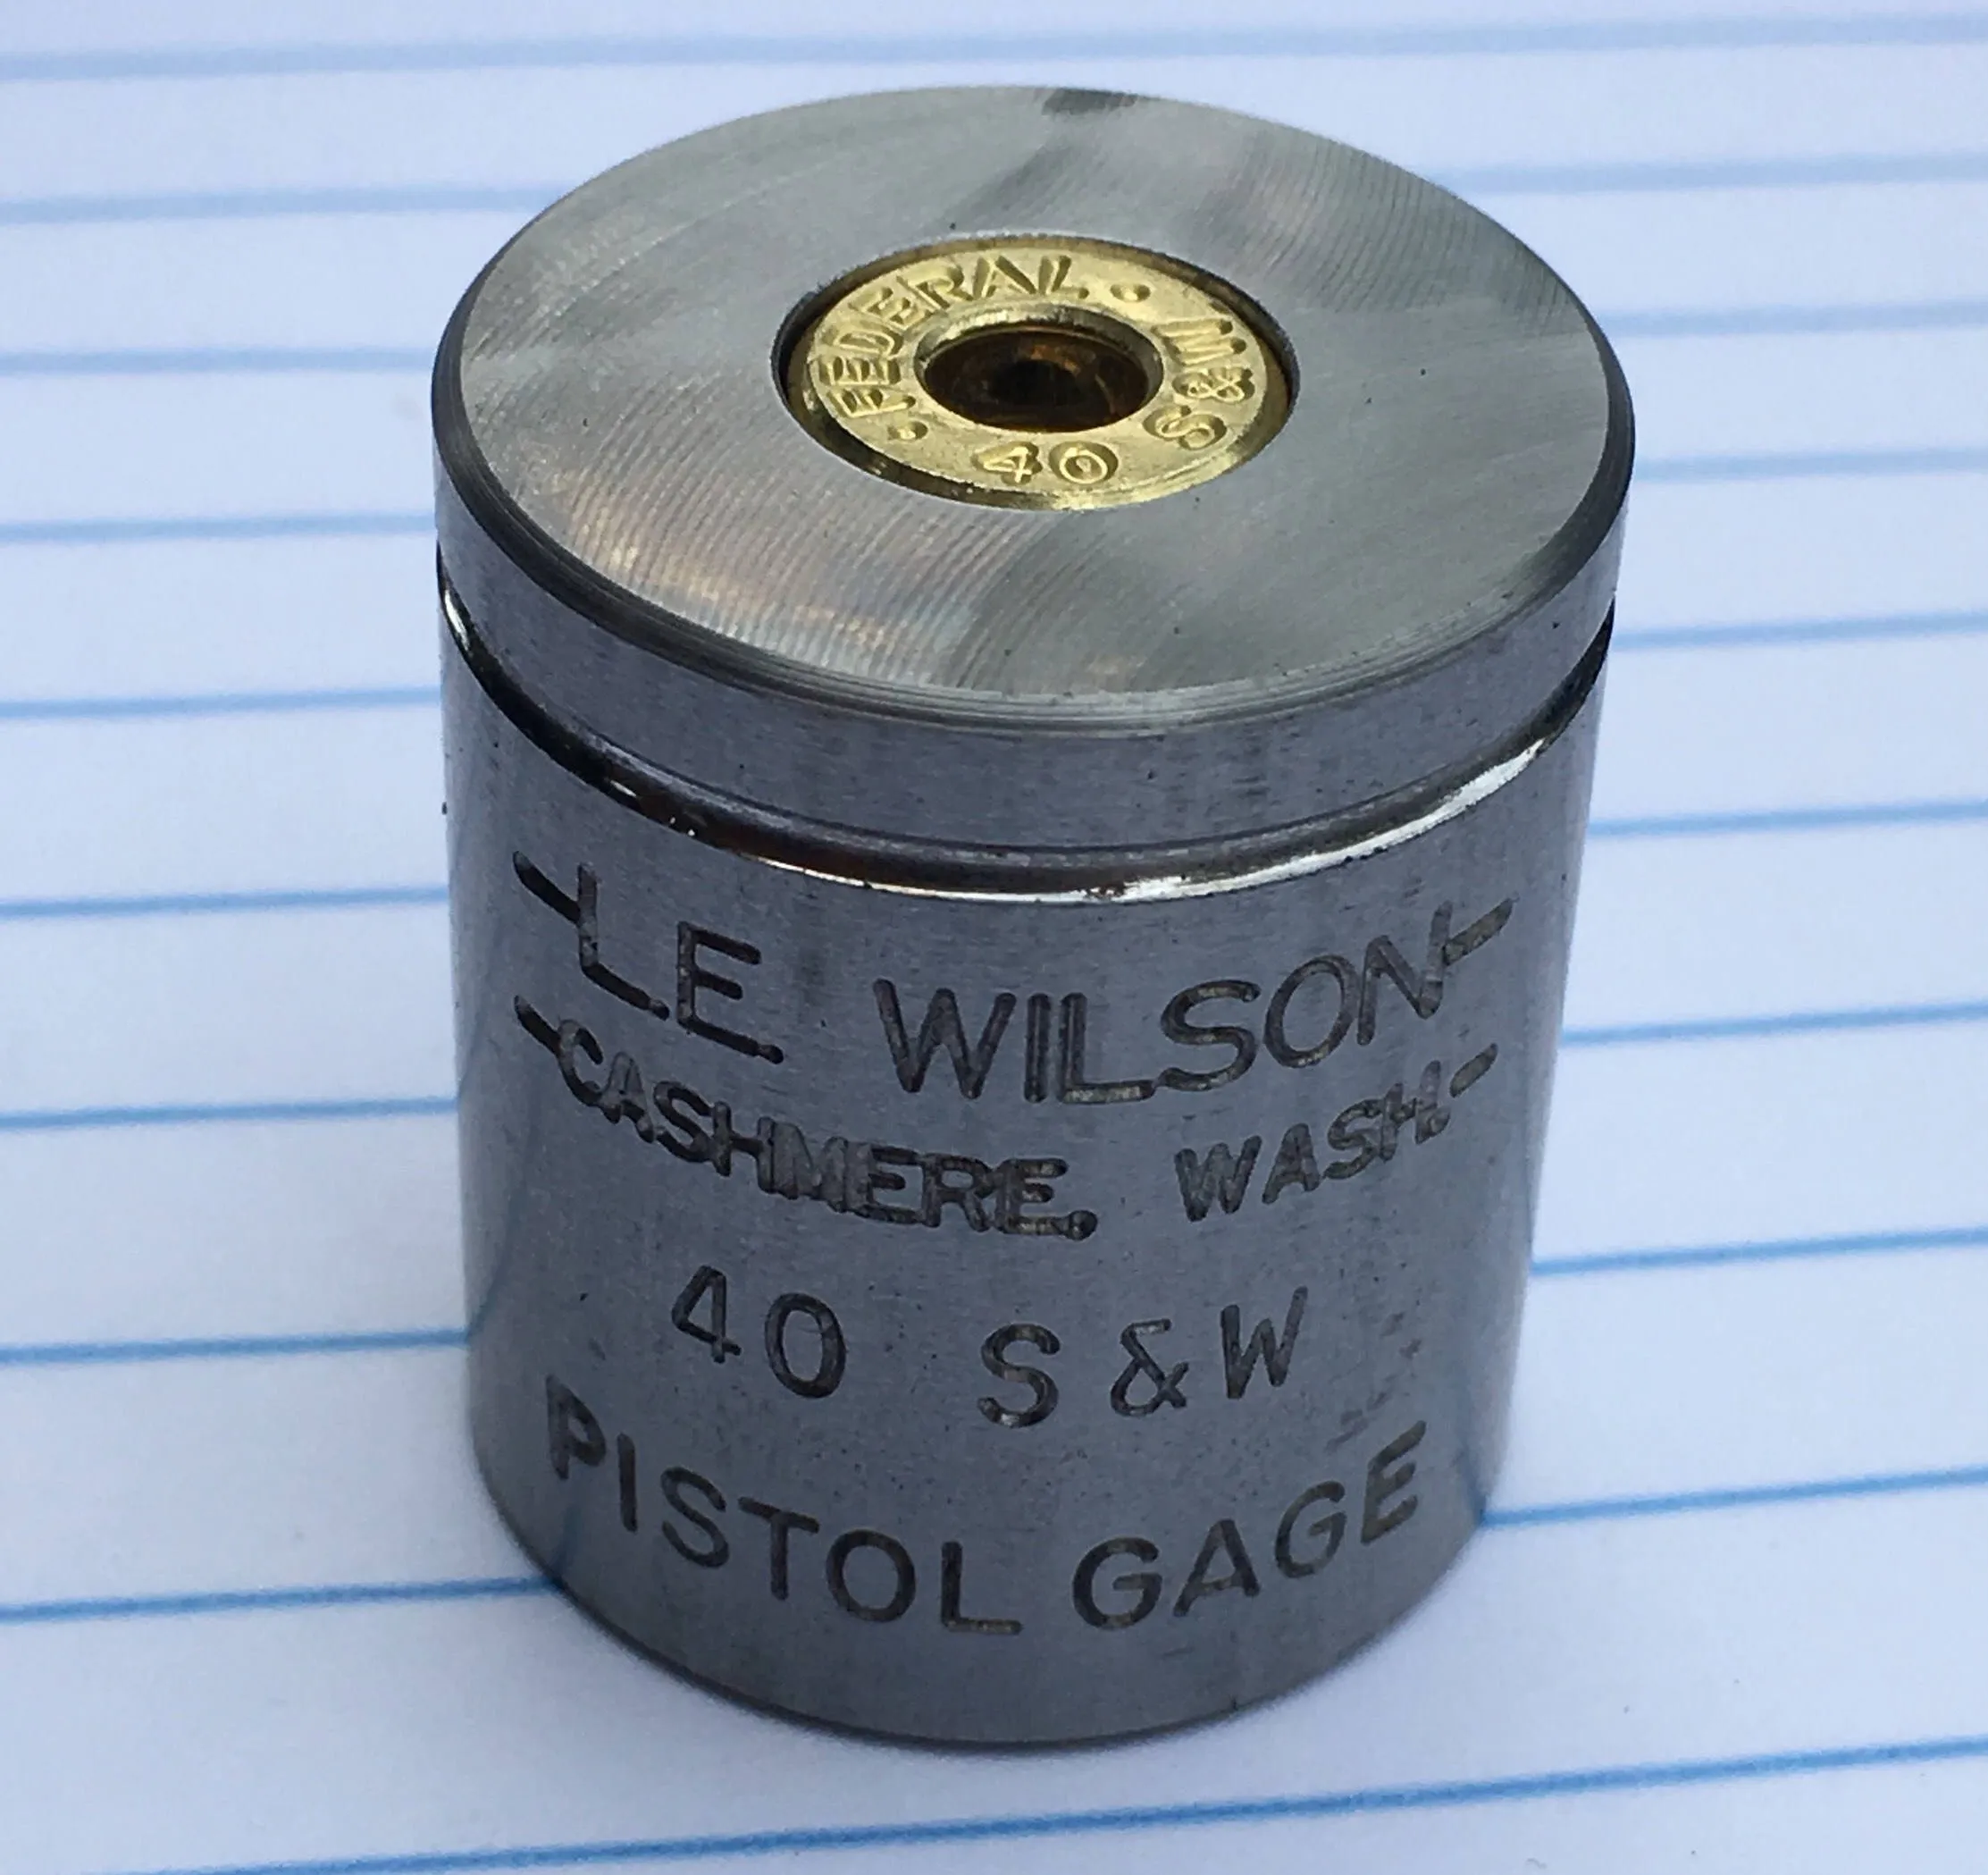 FEDERAL · 40 S&W ·
-L.E. WILSON-
-CASHMERE. WASH.-
40 S&W
PISTOL GAGE